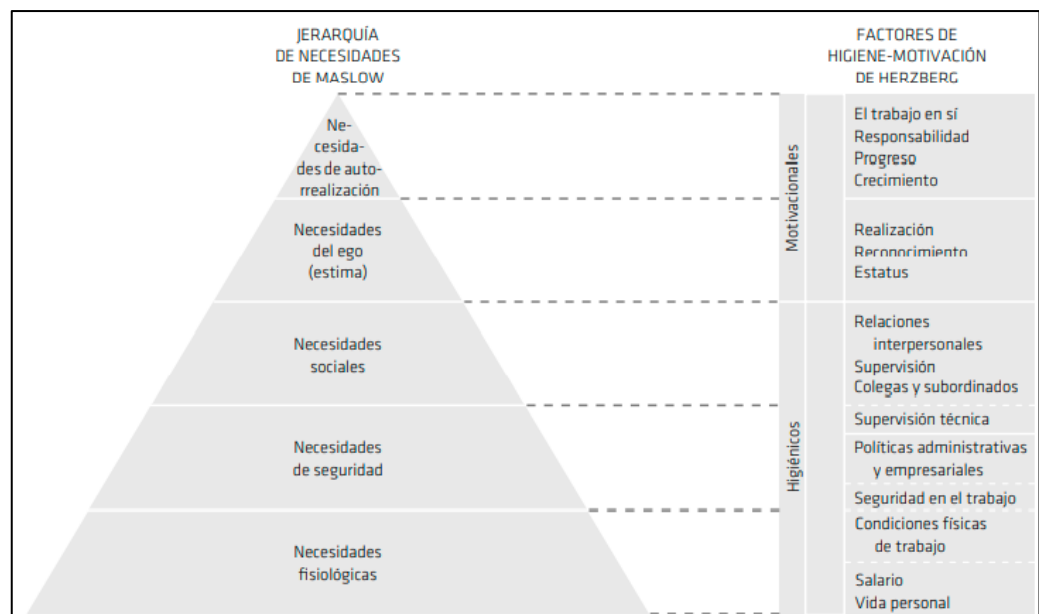 JERARQUÍA
DE NECESIDADES
DE MASLOW
Ne-
cesida-
des de auto-
rrealización
Necesidades
del ego
(estima)
Necesidades
sociales
Necesidades
de seguridad
Necesidades
fisiológicas
FACTORES DE
HIGIENE-MOTIVACIÓN
DE HERZBERG
Motivacionales
El trabajo en sí
Responsabilidad
Progreso
Crecimiento
Realización
Reconocimiento
Estatus
Higiénicos
Relaciones
interpersonales
Supervisión
Colegas y subordinados
Supervisión técnica
Políticas administrativas
y empresariales
Seguridad en el trabajo
Condiciones físicas
de trabajo
Salario
Vida personal